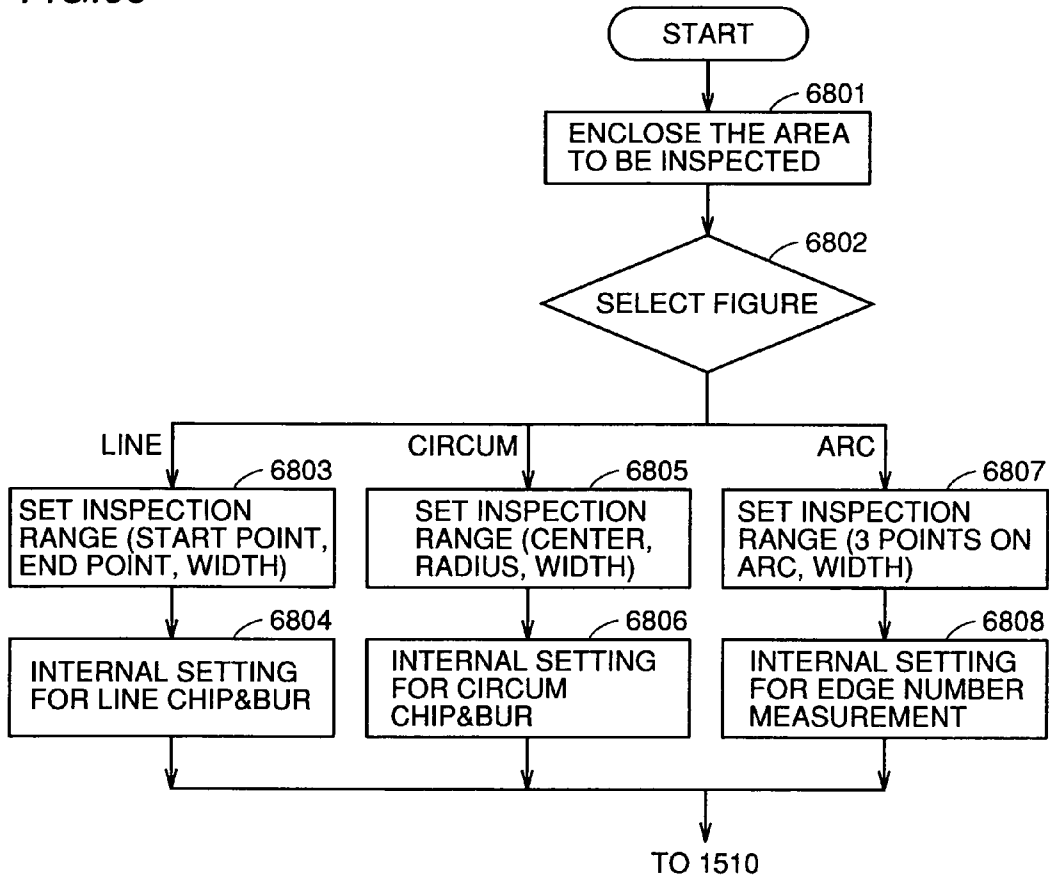 START
6801
ENCLOSE THE AREA
TO BE INSPECTED
6802
SELECT FIGURE
LINE
CIRCUM
ARC
6803
SET INSPECTION
RANGE (START POINT,
END POINT, WIDTH)
6805
SET INSPECTION
RANGE (CENTER,
RADIUS, WIDTH)
6807
SET INSPECTION
RANGE (3 POINTS ON
ARC, WIDTH)
6804
INTERNAL SETTING
FOR LINE CHIP&BUR
6806
INTERNAL SETTING
FOR CIRCUM
CHIP&BUR
6808
INTERNAL SETTING
FOR EDGE NUMBER
MEASUREMENT
TO 1510